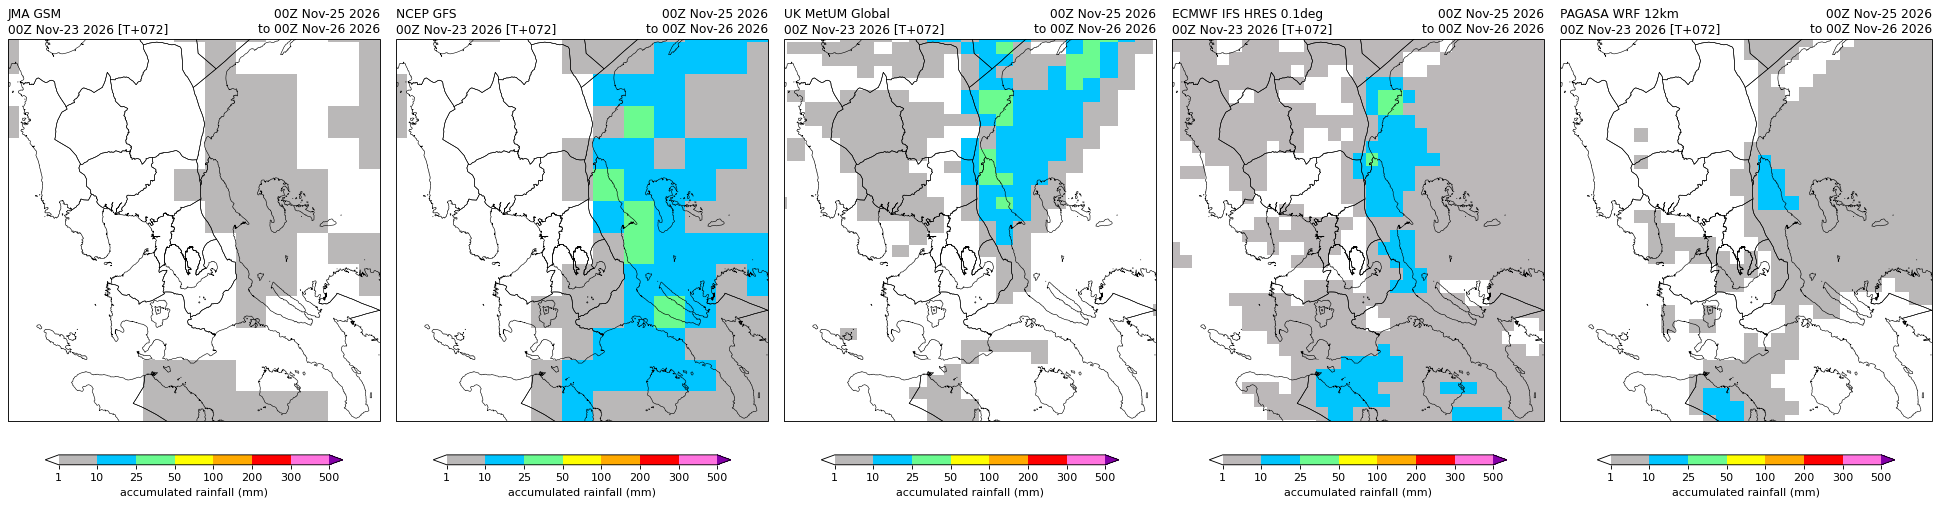 JMA GSM 00Z Nov-25 2026
00Z Nov-23 2026 [T+072] to 00Z Nov-26 2026
1 10 25 50 100 200 300 500
accumulated rainfall (mm)
NCEP GFS 00Z Nov-25 2026
00Z Nov-23 2026 [T+072] to 00Z Nov-26 2026
1 10 25 50 100 200 300 500
accumulated rainfall (mm)
UK MetUM Global 00Z Nov-25 2026
00Z Nov-23 2026 [T+072] to 00Z Nov-26 2026
1 10 25 50 100 200 300 500
accumulated rainfall (mm)
ECMWF IFS HRES 0.1deg 00Z Nov-25 2026
00Z Nov-23 2026 [T+072] to 00Z Nov-26 2026
1 10 25 50 100 200 300 500
accumulated rainfall (mm)
PAGASA WRF 12km 00Z Nov-25 2026
00Z Nov-23 2026 [T+072] to 00Z Nov-26 2026
1 10 25 50 100 200 300 500
accumulated rainfall (mm)